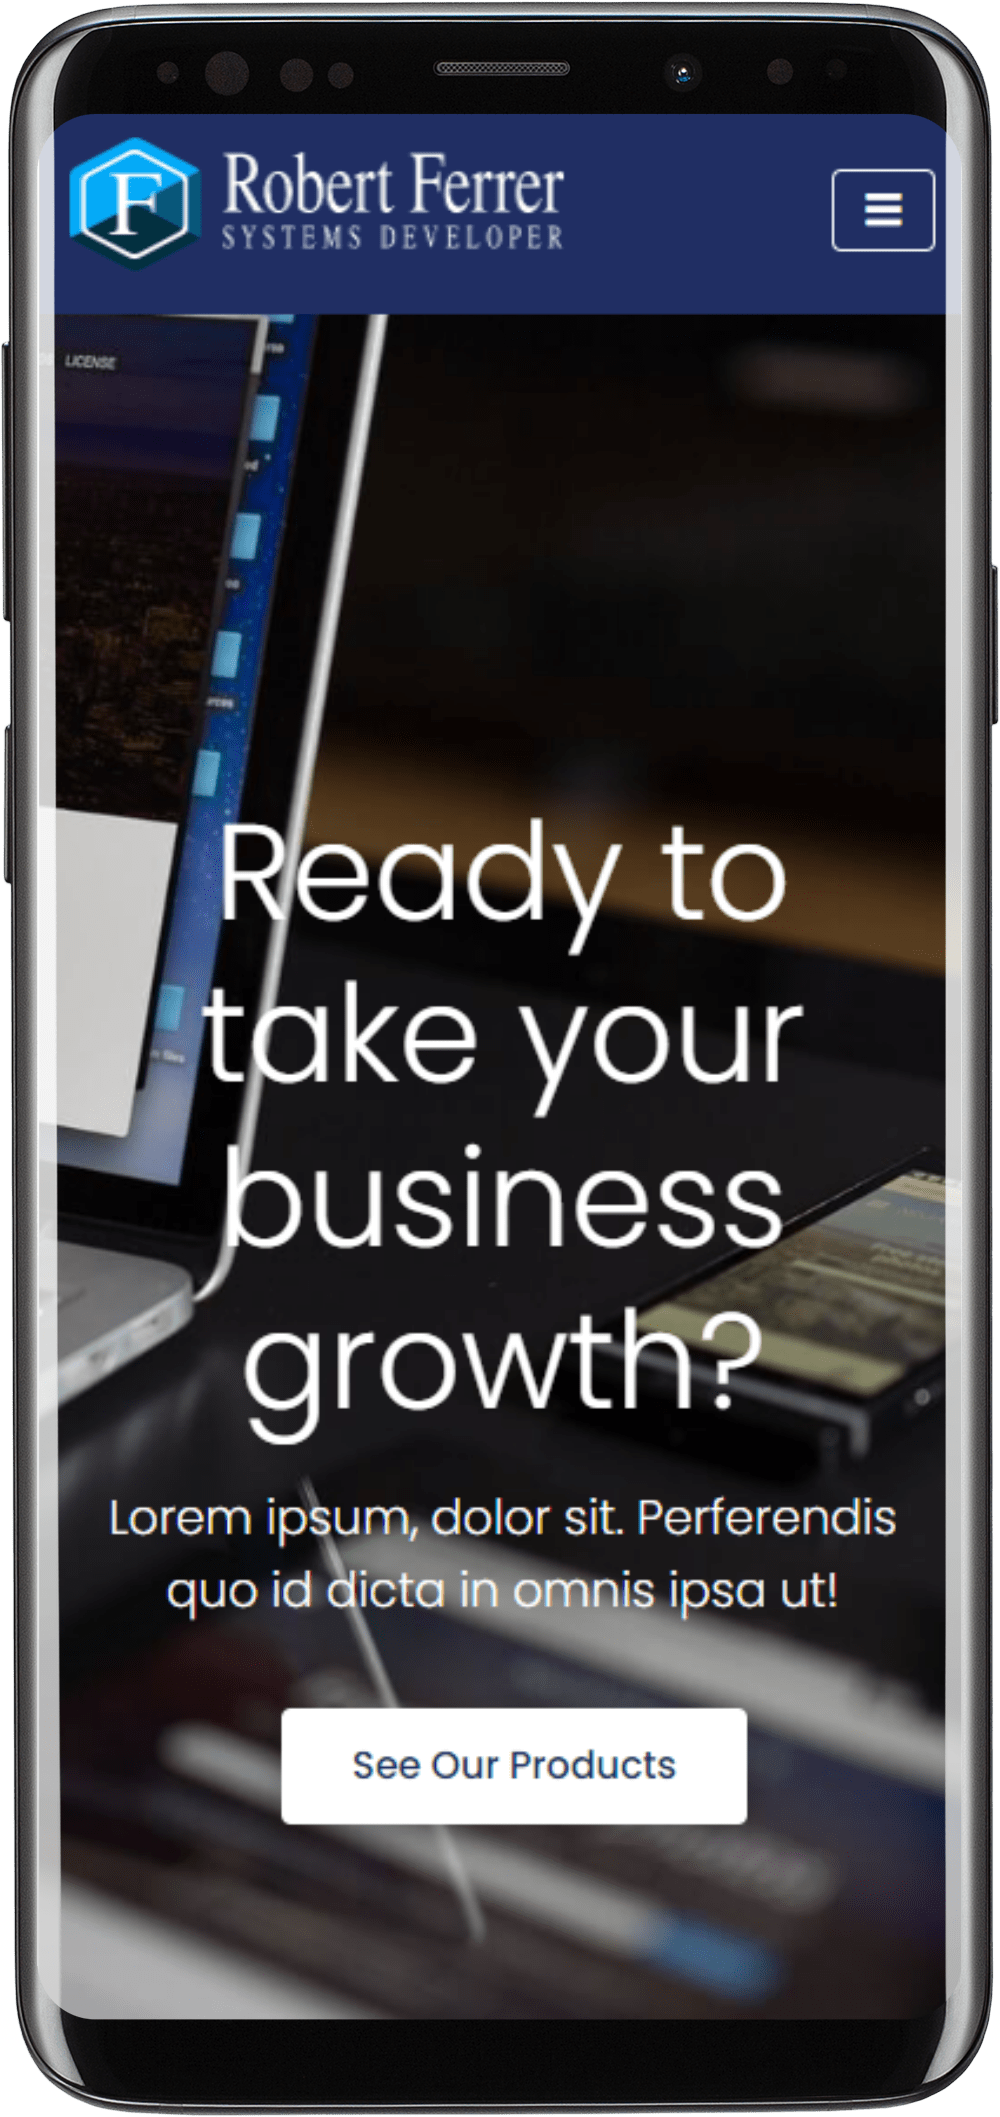 F
Robert Ferrer
SYSTEMS DEVELOPER
LICENSE
Ready to
take your
business
growth?
Lorem ipsum, dolor sit. Perferendis
quo id dicta in omnis ipsa ut!
See Our Products